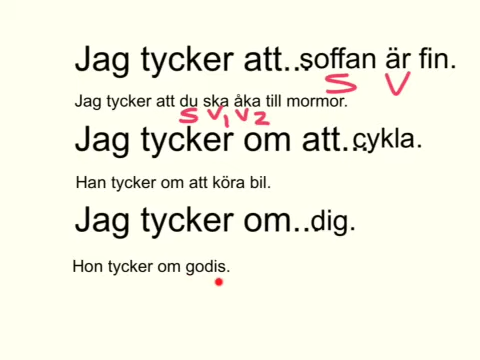 Jag tycker att...soffan är fin.
S V
Jag tycker att du ska åka till mormor.
S V1 V2
Jag tycker om att...cykla.
Han tycker om att köra bil.
Jag tycker om...dig.
Hon tycker om godis.